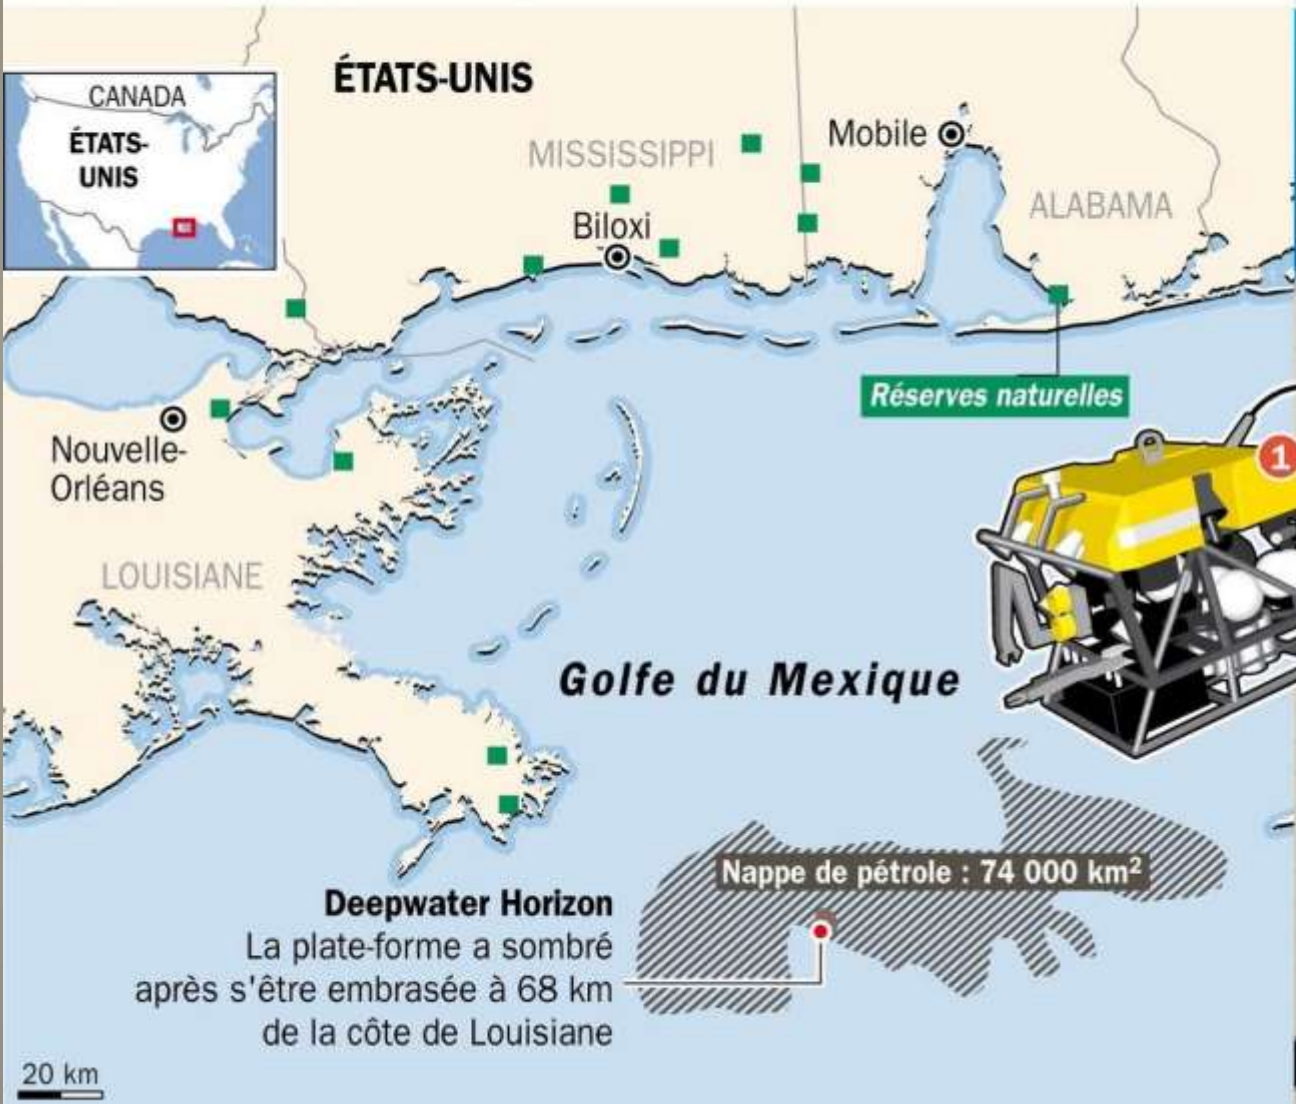 ÉTATS-UNIS
CANADA
ÉTATS-
UNIS
MISSISSIPPI
Mobile
ALABAMA
Biloxi
Réserves naturelles
1
Nouvelle-
Orléans
LOUISIANE
Golfe du Mexique
Nappe de pétrole : 74 000 km²
Deepwater Horizon
La plate-forme a sombré
après s'être embrasée à 68 km
de la côte de Louisiane
20 km